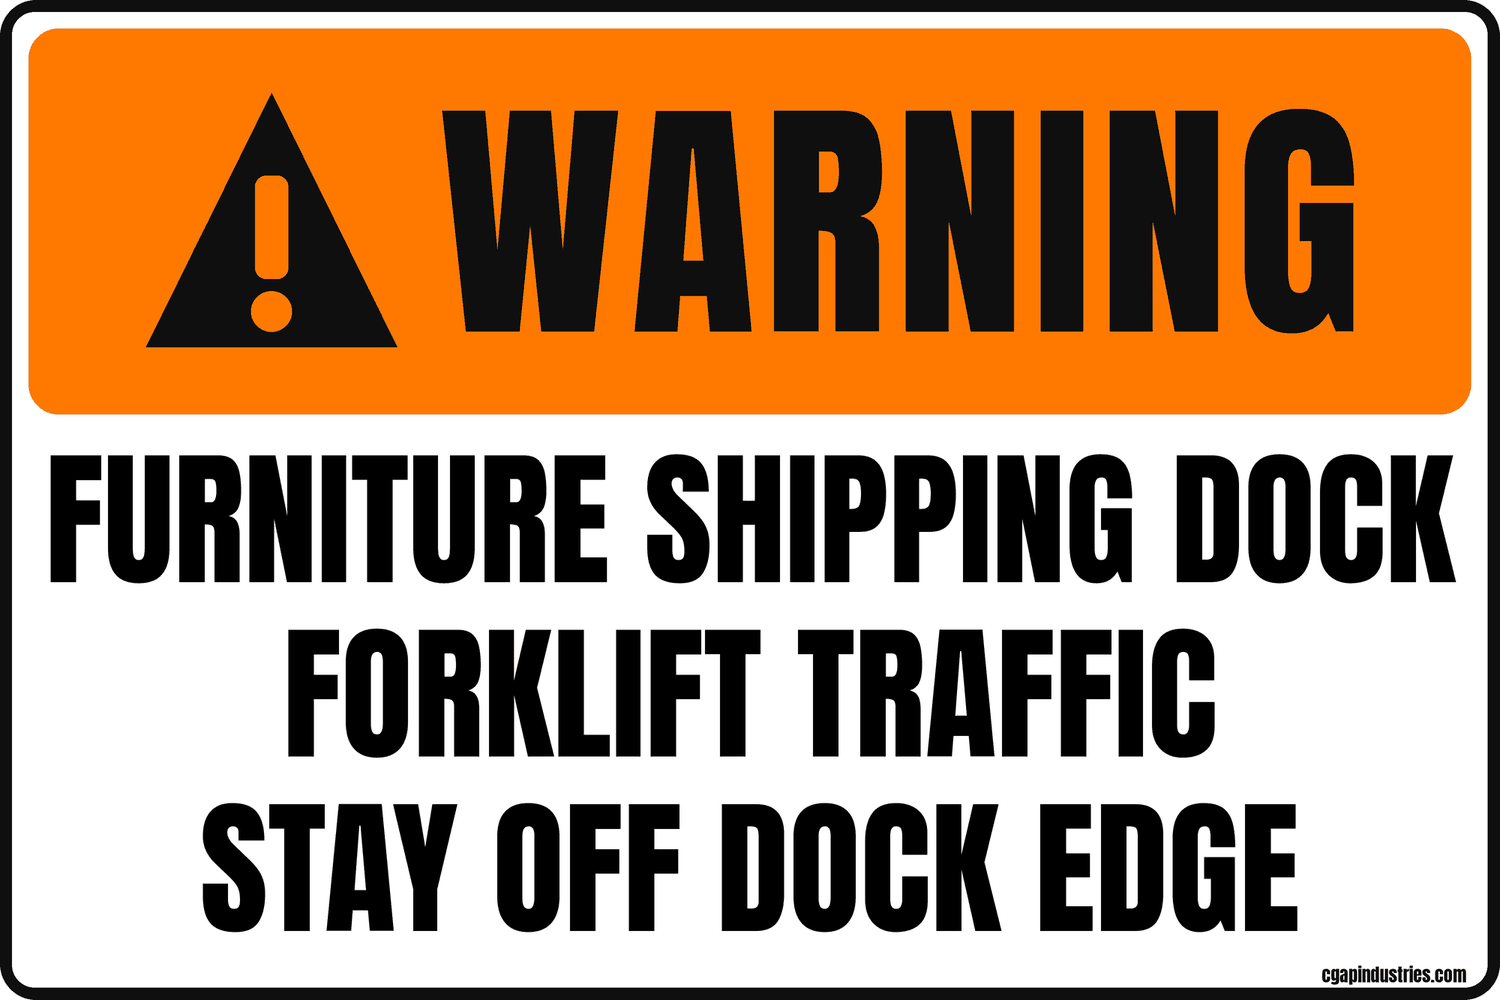 WARNING
FURNITURE SHIPPING DOCK
FORKLIFT TRAFFIC
STAY OFF DOCK EDGE
cgapindustries.com